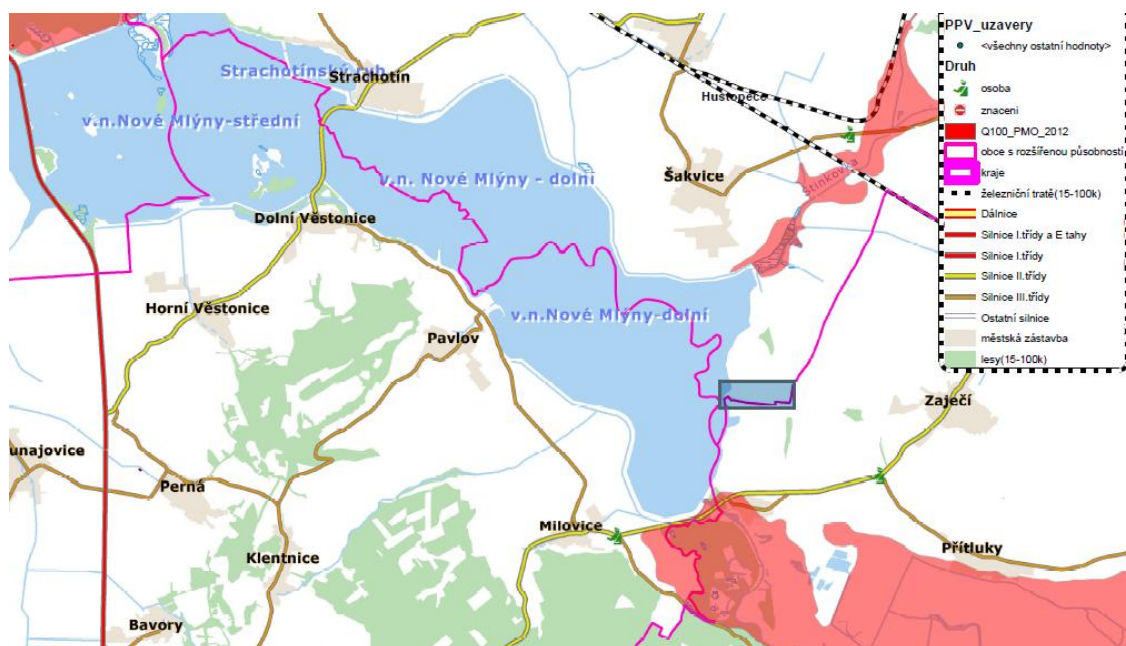 Strachotínský
Strachotín
v.n.Nové Mlýny-střední
v.n. Nové Mlýny - dolní
Dolní Věstonice
Hustopeče
Šakvice
Štinkovka
Horní Věstonice
Pavlov
v.n.Nové Mlýny-dolní
Zaječí
unajovice
Perná
Klentnice
Milovice
Přítluky
Bavory
PPV_uzavery
<všechny ostatní hodnoty>
Druh
osoba
znaceni
Q100_PMO_2012
obce s rozšířenou působností
kraje
železniční tratě(15-100k)
Dálnice
Silnice I.třídy a E tahy
Silnice I.třídy
Silnice II.třídy
Silnice III.třídy
Ostatní silnice
městská zástavba
lesy(15-100k)